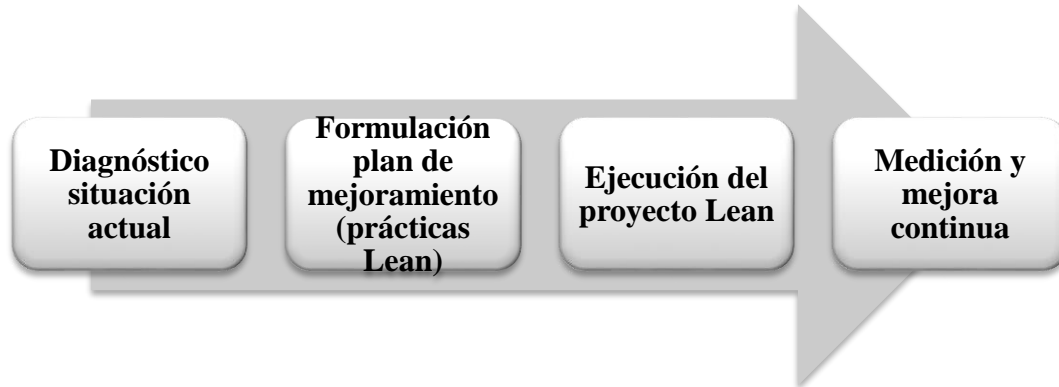 Diagnóstico
situación
actual
Formulación
plan de
mejoramiento
(prácticas
Lean)
Ejecución del
proyecto Lean
Medición y
mejora
continua